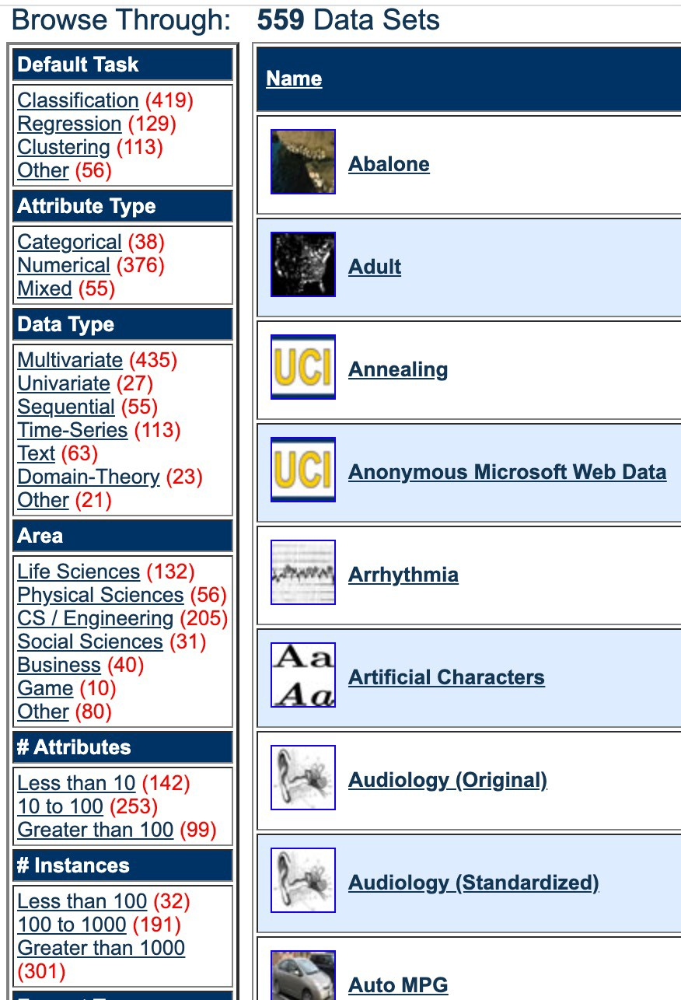 Browse Through:
559 Data Sets
Default Task
Classification (419)
Regression (129)
Clustering (113)
Other (56)
Attribute Type
Categorical (38)
Numerical (376)
Mixed (55)
Data Type
Multivariate (435)
Univariate (27)
Sequential (55)
Time-Series (113)
Text (63)
Domain-Theory (23)
Other (21)
Area
Life Sciences (132)
Physical Sciences (56)
CS / Engineering (205)
Social Sciences (31)
Business (40)
Game (10)
Other (80)
# Attributes
Less than 10 (142)
10 to 100 (253)
Greater than 100 (99)
# Instances
Less than 100 (32)
100 to 1000 (191)
Greater than 1000
(301)
Name
Abalone
Adult
UCI
Annealing
UCI
Anonymous Microsoft Web Data
Arrhythmia
Aa
Aa
Artificial Characters
Audiology (Original)
Audiology (Standardized)
Auto MPG